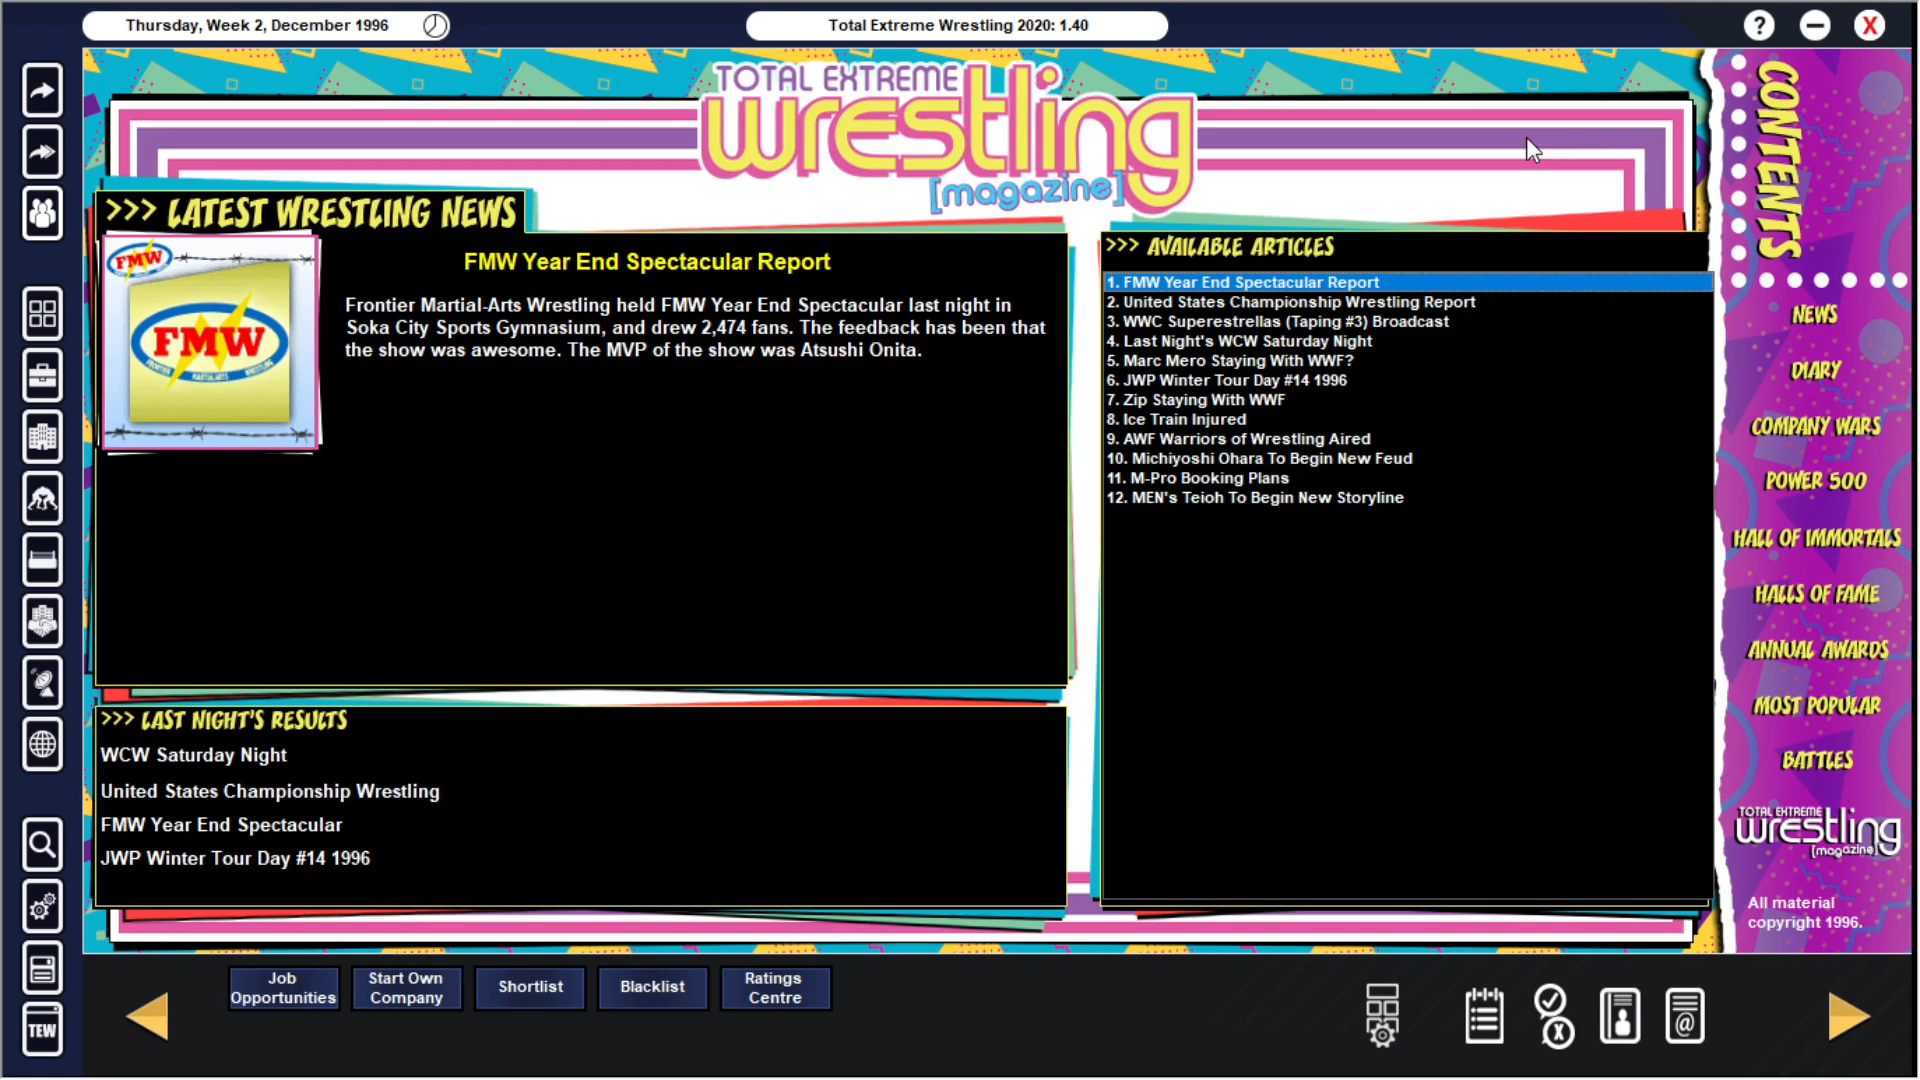 Thursday, Week 2, December 1996
Total Extreme Wrestling 2020: 1.40
?
X
TOTAL EXTREME
wrestling
[magazine]
>>> LATEST WRESTLING NEWS
FMW
FMW
FRONTIER MARTIAL-ARTS WRESTLING
FMW Year End Spectacular Report
Frontier Martial-Arts Wrestling held FMW Year End Spectacular last night in
Soka City Sports Gymnasium, and drew 2,474 fans. The feedback has been that
the show was awesome. The MVP of the show was Atsushi Onita.
>>> AVAILABLE ARTICLES
1. FMW Year End Spectacular Report
2. United States Championship Wrestling Report
3. WWC Superestrellas (Taping #3) Broadcast
4. Last Night's WCW Saturday Night
5. Marc Mero Staying With WWF?
6. JWP Winter Tour Day #14 1996
7. Zip Staying With WWF
8. Ice Train Injured
9. AWF Warriors of Wrestling Aired
10. Michiyoshi Ohara To Begin New Feud
11. M-Pro Booking Plans
12. MEN's Teioh To Begin New Storyline
>>> LAST NIGHT'S RESULTS
WCW Saturday Night
United States Championship Wrestling
FMW Year End Spectacular
JWP Winter Tour Day #14 1996
CONTENTS
NEWS
DIARY
COMPANY WARS
POWER 500
HALL OF IMMORTALS
HALLS OF FAME
ANNUAL AWARDS
MOST POPULAR
BATTLES
TOTAL EXTREME
wrestling
[magazine]
All material
copyright 1996.
TEW
Job
Opportunities
Start Own
Company
Shortlist
Blacklist
Ratings
Centre
X
@